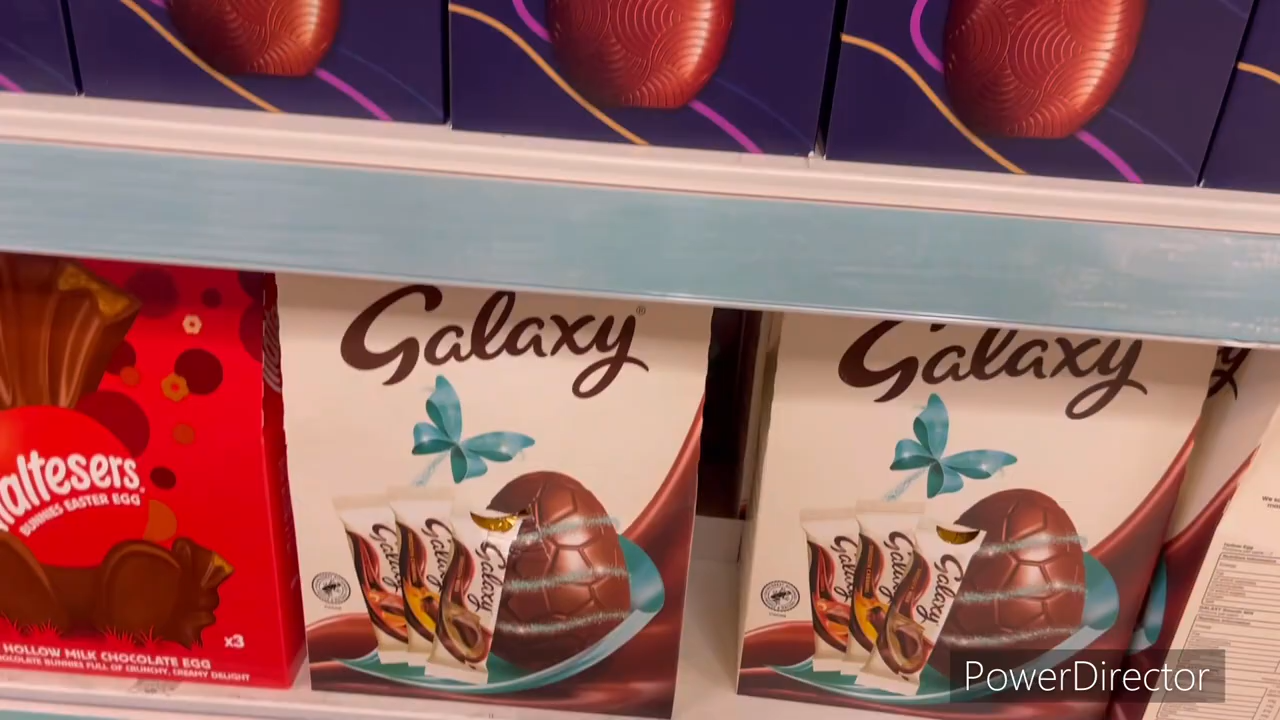 Galaxy®
Galaxy
altesers
BUNNIES EASTER EGG
x3
HOLLOW MILK CHOCOLATE EGG
CHOCOLATE BUNNIES FULL OF CRUNCHY, CREAMY DELIGHT
Galaxy
Galaxy
Galaxy
Galaxy
Galaxy
Galaxy
PowerDirector